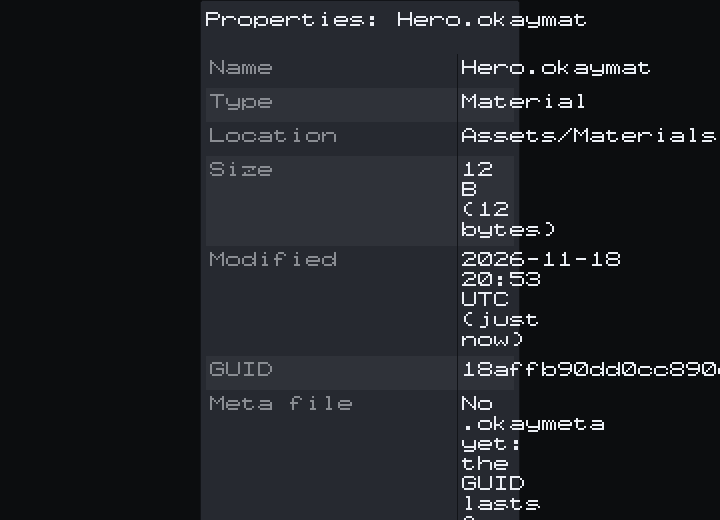 Properties: Hero.okaymat
Name Hero.okaymat
Type Material
Location Assets/Materials
Size 12
B
(12
bytes)
Modified 2026-11-18
20:53
UTC
(just
now)
GUID 18affb90dd0cc890
Meta file No
.okaymeta
yet:
the
GUID
lasts